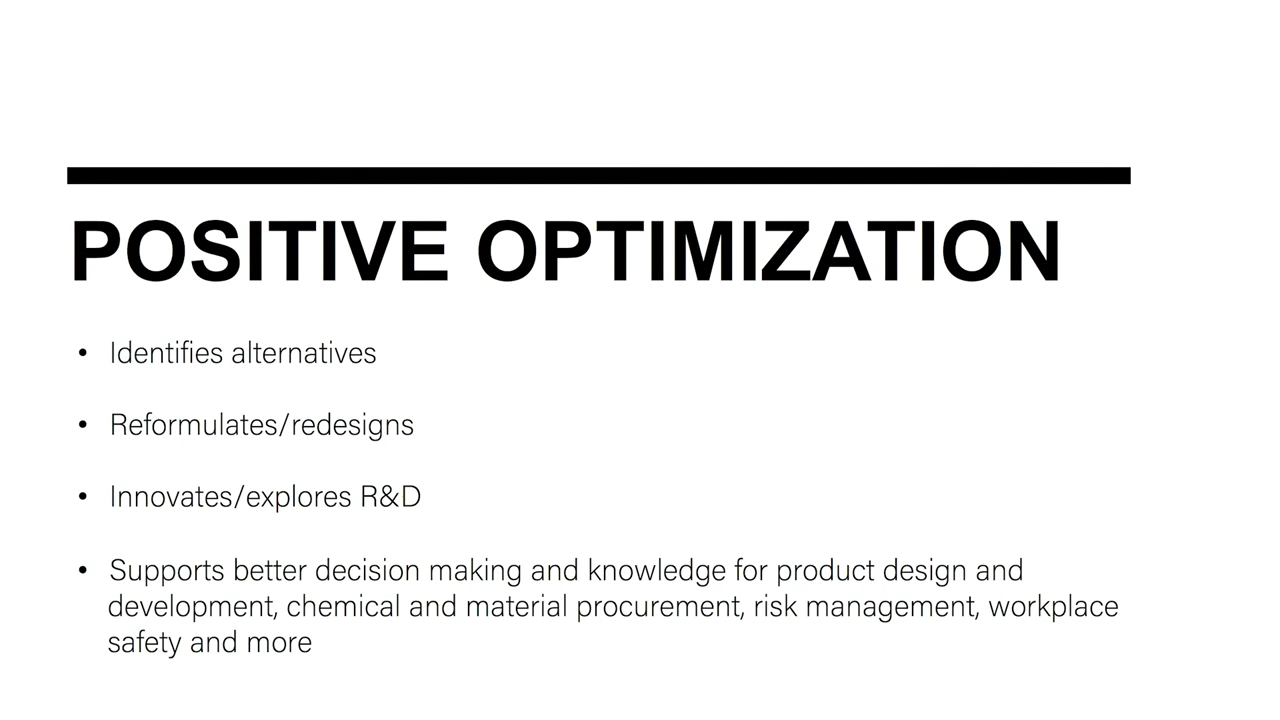 POSITIVE OPTIMIZATION
• Identifies alternatives
• Reformulates/redesigns
• Innovates/explores R&D
• Supports better decision making and knowledge for product design and
development, chemical and material procurement, risk management, workplace
safety and more